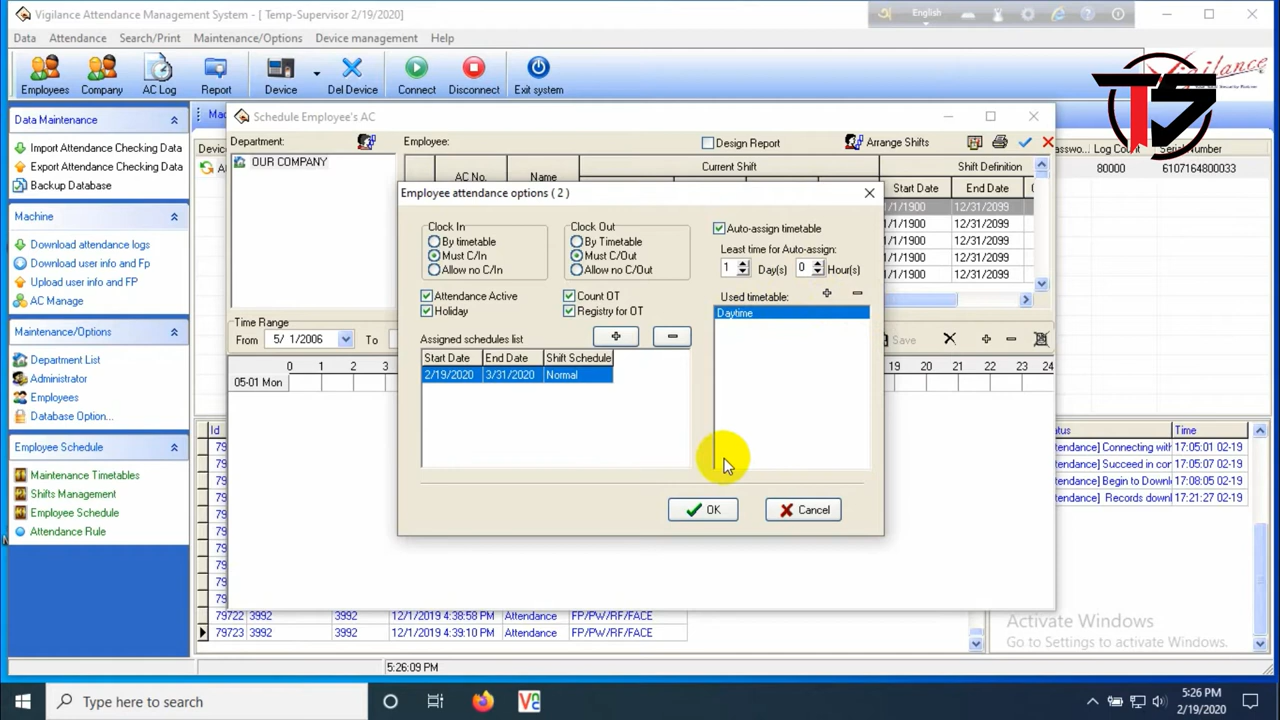 Vigilance Attendance Management System - [ Temp-Supervisor 2/19/2020]
English
Data Attendance Search/Print Maintenance/Options Device management Help
Employees Company AC Log Report Device Del Device Connect Disconnect Exit system
Vigilance
TZ
Data Maintenance
Import Attendance Checking Data
Export Attendance Checking Data
Backup Database
Machine
Download attendance logs
Download user info and Fp
Upload user info and FP
AC Manage
Maintenance/Options
Department List
Administrator
Employees
Database Option...
Employee Schedule
Maintenance Timetables
Shifts Management
Employee Schedule
Attendance Rule
Schedule Employee's AC
Department: Employee: Design Report Arrange Shifts
OUR COMPANY
AC No. Name Current Shift Shift Definition
Start Date End Date
1/1/1900 12/31/2099
1/1/1900 12/31/2099
1/1/1900 12/31/2099
1/1/1900 12/31/2099
1/1/1900 12/31/2099
Passwo... Log Count Serial Number
80000 6107164800033
Time Range
From 5/ 1/2006 To
Save
0 1 2 3 19 20 21 22 23 24
05-01 Mon
Employee attendance options ( 2 )
Clock In
By timetable
Must C/In
Allow no C/In
Clock Out
By Timetable
Must C/Out
Allow no C/Out
Auto-assign timetable
Least time for Auto-assign:
1 Day(s) 0 Hour(s)
Attendance Active Count OT
Holiday Registry for OT
Used timetable: + −
Daytime
Assigned schedules list + −
Start Date End Date Shift Schedule
2/19/2020 3/31/2020 Normal
OK Cancel
Id
79722 3992 3992 12/1/2019 4:38:58 PM Attendance FP/PW/RF/FACE
79723 3992 3992 12/1/2019 4:39:10 PM Attendance FP/PW/RF/FACE
Time
17:05:01 02-19
17:05:07 02-19
17:08:05 02-19
17:21:27 02-19
Activate Windows
Go to Settings to activate Windows.
5:26:09 PM
Type here to search
5:26 PM
2/19/2020